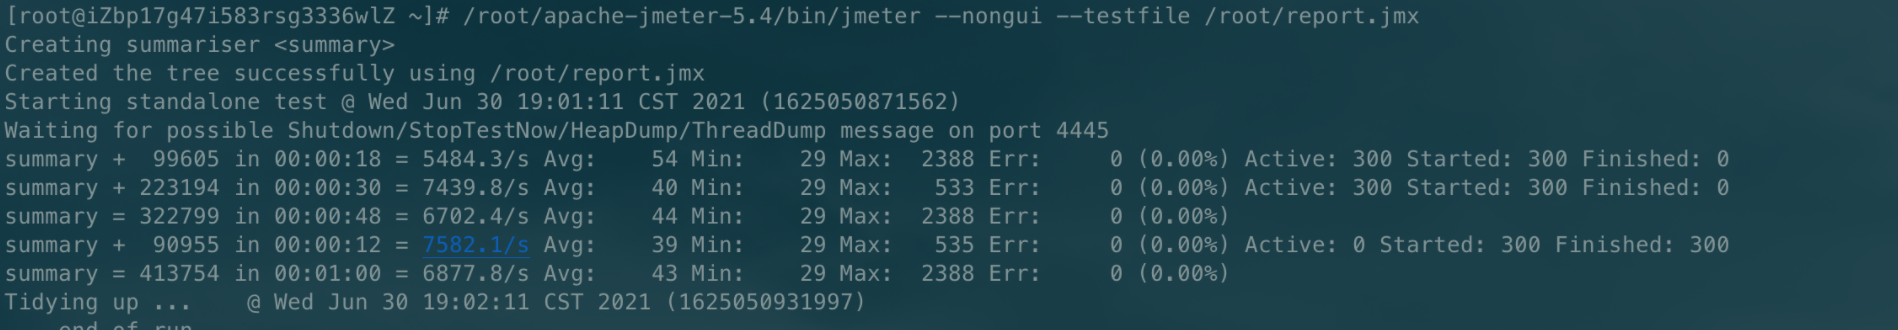 [root@iZbp17g47i583rsg3336wlZ ~]# /root/apache-jmeter-5.4/bin/jmeter --nongui --testfile /root/report.jmx
Creating summariser <summary>
Created the tree successfully using /root/report.jmx
Starting standalone test @ Wed Jun 30 19:01:11 CST 2021 (1625050871562)
Waiting for possible Shutdown/StopTestNow/HeapDump/ThreadDump message on port 4445
summary +  99605 in 00:00:18 = 5484.3/s Avg:    54 Min:    29 Max:  2388 Err:     0 (0.00%) Active: 300 Started: 300 Finished: 0
summary + 223194 in 00:00:30 = 7439.8/s Avg:    40 Min:    29 Max:   533 Err:     0 (0.00%) Active: 300 Started: 300 Finished: 0
summary = 322799 in 00:00:48 = 6702.4/s Avg:    44 Min:    29 Max:  2388 Err:     0 (0.00%)
summary +  90955 in 00:00:12 = 7582.1/s Avg:    39 Min:    29 Max:   535 Err:     0 (0.00%) Active: 0 Started: 300 Finished: 300
summary = 413754 in 00:01:00 = 6877.8/s Avg:    43 Min:    29 Max:  2388 Err:     0 (0.00%)
Tidying up ...    @ Wed Jun 30 19:02:11 CST 2021 (1625050931997)
... end of run